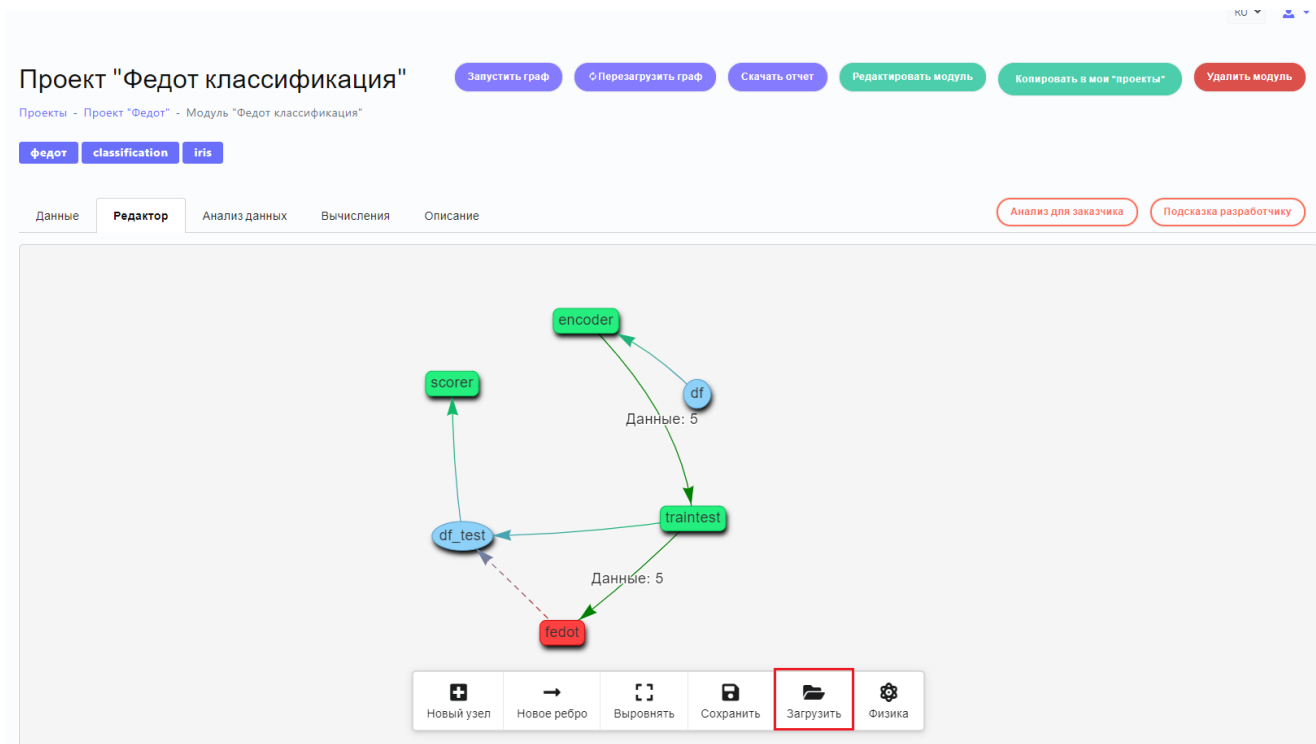 RU
Проект "Федот классификация"
Запустить граф
Перезагрузить граф
Скачать отчет
Редактировать модуль
Копировать в мои "проекты"
Удалить модуль
Проекты - Проект "Федот" - Модуль "Федот классификация"
федот
classification
iris
Данные
Редактор
Анализ данных
Вычисления
Описание
Анализ для заказчика
Подсказка разработчику
encoder
scorer
df
Данные: 5
traintest
df_test
Данные: 5
fedot
Новый узел
Новое ребро
Выровнять
Сохранить
Загрузить
Физика